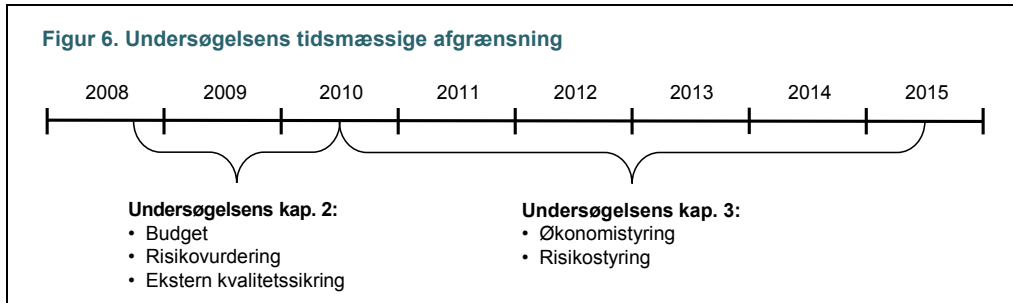 Figur 6. Undersøgelsens tidsmæssige afgrænsning
2008 2009 2010 2011 2012 2013 2014 2015
Undersøgelsens kap. 2:
• Budget
• Risikovurdering
• Ekstern kvalitetssikring
Undersøgelsens kap. 3:
• Økonomistyring
• Risikostyring